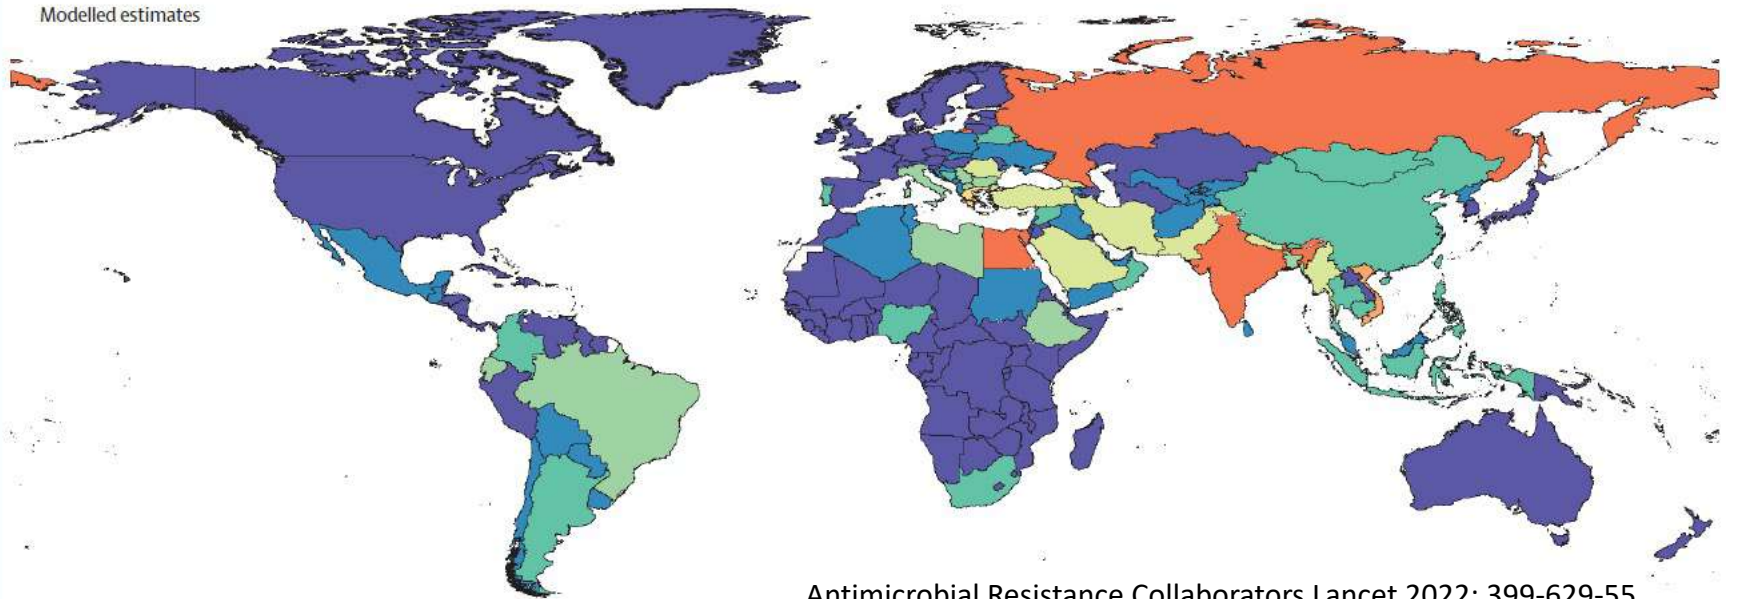 Modelled estimates
Antimicrobial Resistance Collaborators Lancet 2022; 399-629-55